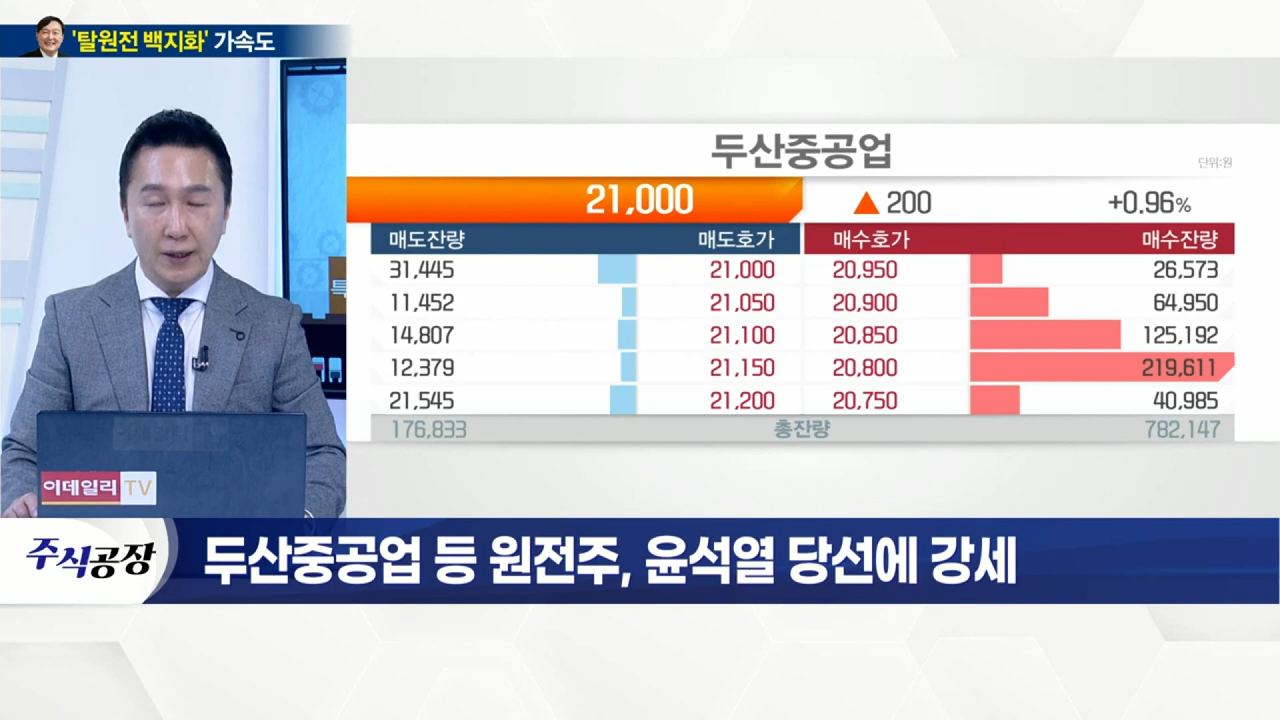 '탈원전 백지화' 가속도
두산중공업
단위:원
21,000 ▲ 200 +0.96%
매도잔량 매도호가 매수호가 매수잔량
31,445 21,000 20,950 26,573
11,452 21,050 20,900 64,950
14,807 21,100 20,850 125,192
12,379 21,150 20,800 219,611
21,545 21,200 20,750 40,985
176,833 총잔량 782,147
이데일리 TV
주식공장
두산중공업 등 원전주, 윤석열 당선에 강세